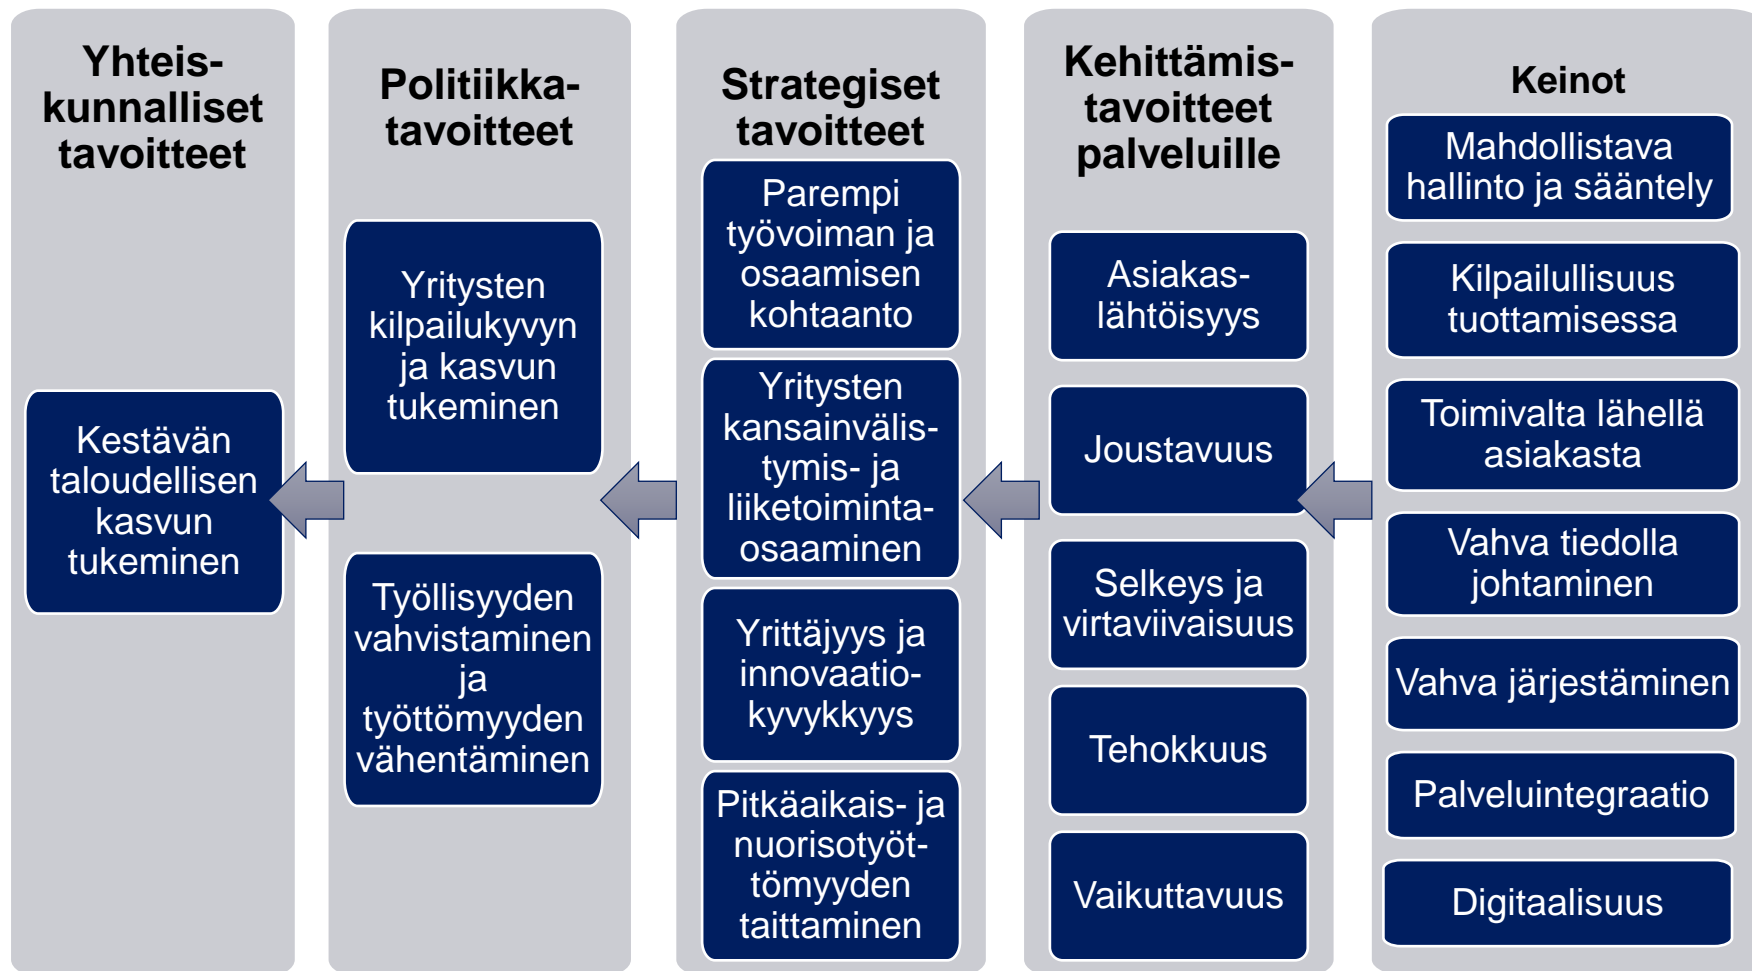 Yhteis-
kunnalliset
tavoitteet
Kestävän
taloudellisen
kasvun
tukeminen
Politiikka-
tavoitteet
Yritysten
kilpailukyvyn
ja kasvun
tukeminen
Työllisyyden
vahvistaminen
ja
työttömyyden
vähentäminen
Strategiset
tavoitteet
Parempi
työvoiman ja
osaamisen
kohtaanto
Yritysten
kansainvälis-
tymis- ja
liiketoiminta-
osaaminen
Yrittäjyys ja
innovaatio-
kyvykkyys
Pitkäaikais- ja
nuorisotyöt-
tömyyden
taittaminen
Kehittämis-
tavoitteet
palveluille
Asiakas-
lähtöisyys
Joustavuus
Selkeys ja
virtaviivaisuus
Tehokkuus
Vaikuttavuus
Keinot
Mahdollistava
hallinto ja sääntely
Kilpailullisuus
tuottamisessa
Toimivalta lähellä
asiakasta
Vahva tiedolla
johtaminen
Vahva järjestäminen
Palveluintegraatio
Digitaalisuus